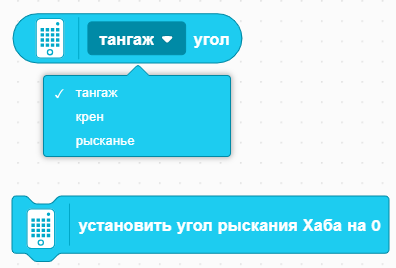 тангаж угол
тангаж
крен
рысканье
установить угол рыскания Хаба на 0